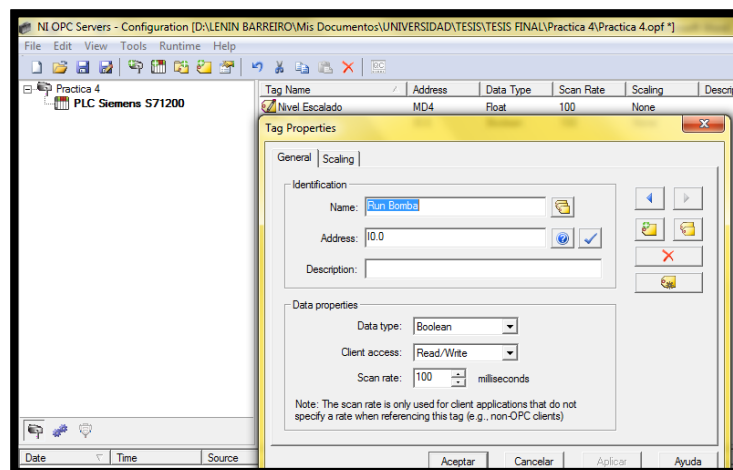 NI OPC Servers - Configuration [D:\LENIN BARREIRO\Mis Documentos\UNIVERSIDAD\TESIS\TESIS FINAL\Practica 4\Practica 4.opf *]
File Edit View Tools Runtime Help
Practica 4
PLC Siemens S71200
Tag Name Address Data Type Scan Rate Scaling Descrip
Nivel Escalado MD4 Float 100 None
Tag Properties
General Scaling
Identification
Name: Run Bomba
Address: I0.0
Description:
Data properties
Data type: Boolean
Client access: Read/Write
Scan rate: 100 milliseconds
Note: The scan rate is only used for client applications that do not
specify a rate when referencing this tag (e.g., non-OPC clients)
Date Time Source
Aceptar Cancelar Aplicar Ayuda